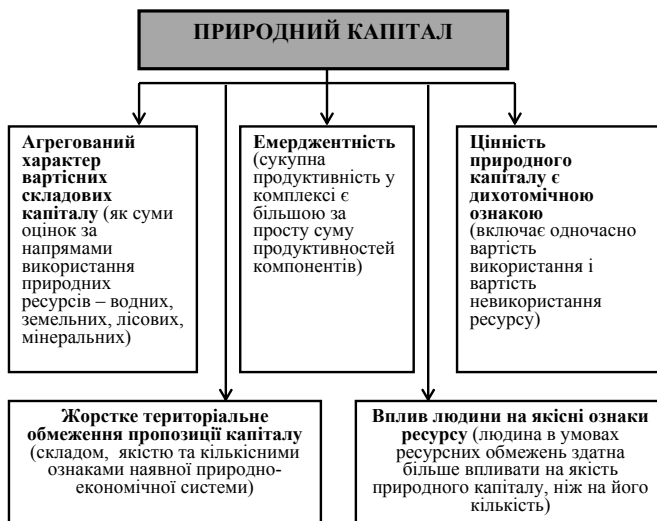 ПРИРОДНИЙ КАПІТАЛ
Агрегований
характер
вартісних
складових
капіталу (як суми
оцінок за
напрямами
використання
природних
ресурсів – водних,
земельних, лісових,
мінеральних)
Емерджентність
(сукупна
продуктивність у
комплексі є
більшою за
просту суму
продуктивностей
компонентів)
Цінність
природного
капіталу є
дихотомічною
ознакою
(включає одночасно
вартість
використання і
вартість
невикористання
ресурсу)
Жорстке територіальне
обмеження пропозиції капіталу
(складом, якістю та кількісними
ознаками наявної природно-
економічної системи)
Вплив людини на якісні ознаки
ресурсу (людина в умовах
ресурсних обмежень здатна
більше впливати на якість
природного капіталу, ніж на його
кількість)